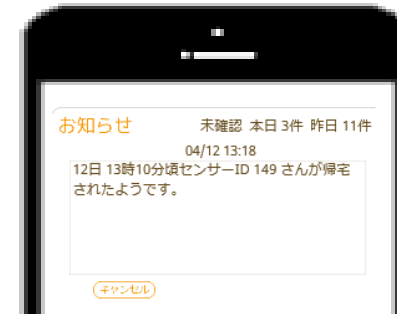 お知らせ 未確認 本日 3件 昨日 11件
04/12 13:18
12日 13時10分頃センサーID 149 さんが帰宅
されたようです。
キャンセル